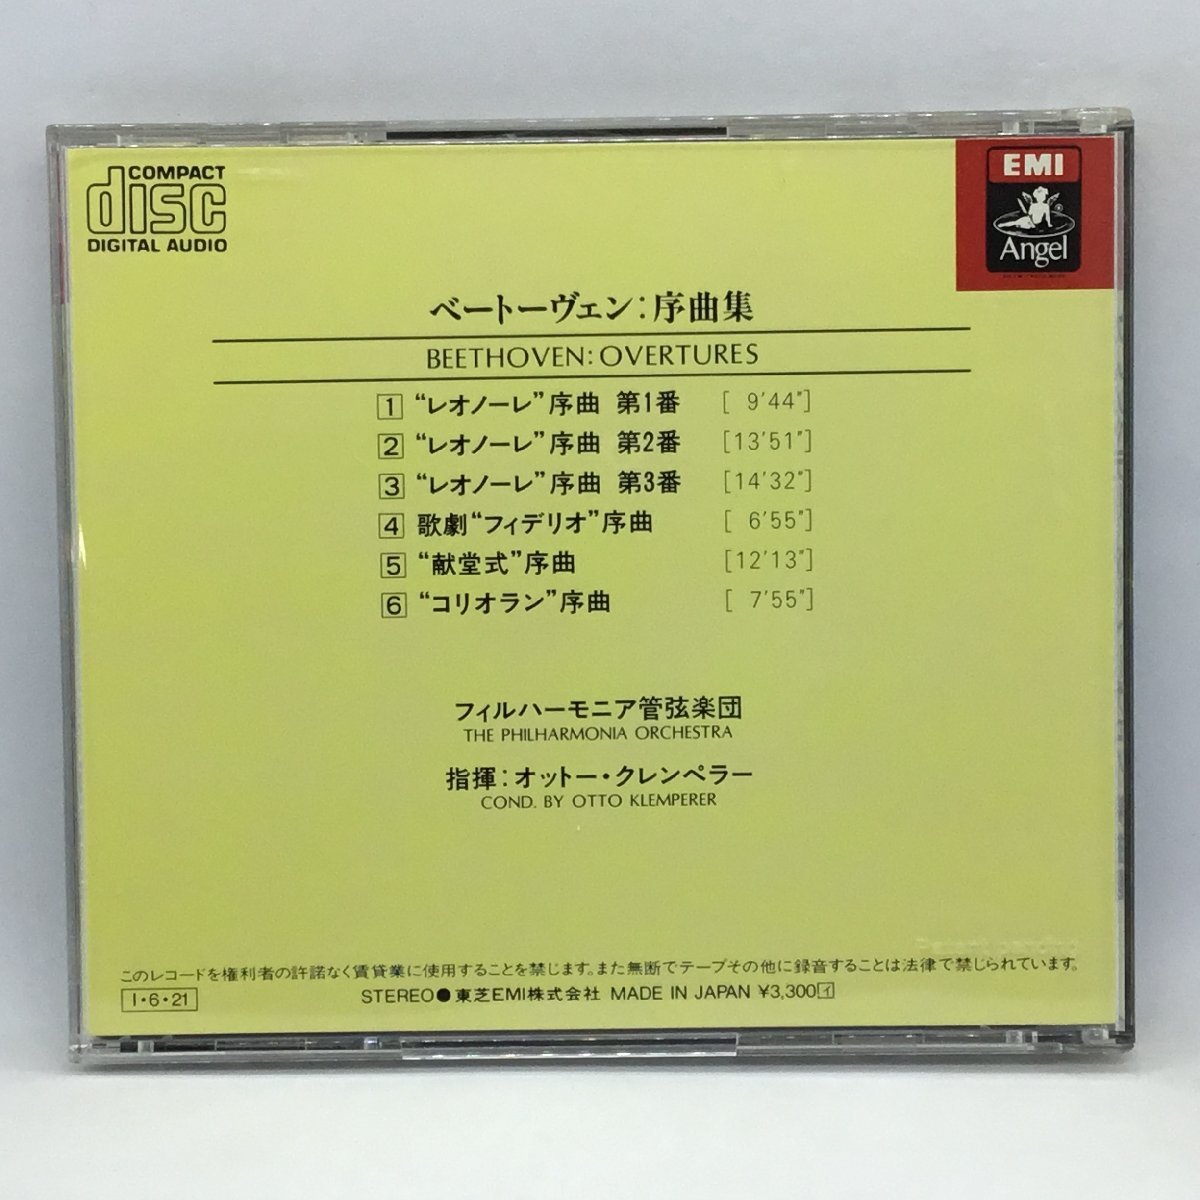 COMPACT
disc
DIGITAL AUDIO
EMI
Angel
ベートーヴェン:序曲集
BEETHOVEN: OVERTURES
1 “レオノーレ”序曲 第1番 [ 9'44"]
2 “レオノーレ”序曲 第2番 [13'51"]
3 “レオノーレ”序曲 第3番 [14'32"]
4 歌劇“フィデリオ”序曲 [ 6'55"]
5 “献堂式”序曲 [12'13"]
6 “コリオラン”序曲 [ 7'55"]
フィルハーモニア管弦楽団
THE PHILHARMONIA ORCHESTRA
指揮:オットー・クレンペラー
COND. BY OTTO KLEMPERER
このレコードを権利者の許諾なく賃貸業に使用することを禁じます。また無断でテープその他に録音することは法律で禁じられています。
I・6・21 STEREO●東芝EMI株式会社 MADE IN JAPAN ¥3,300イ